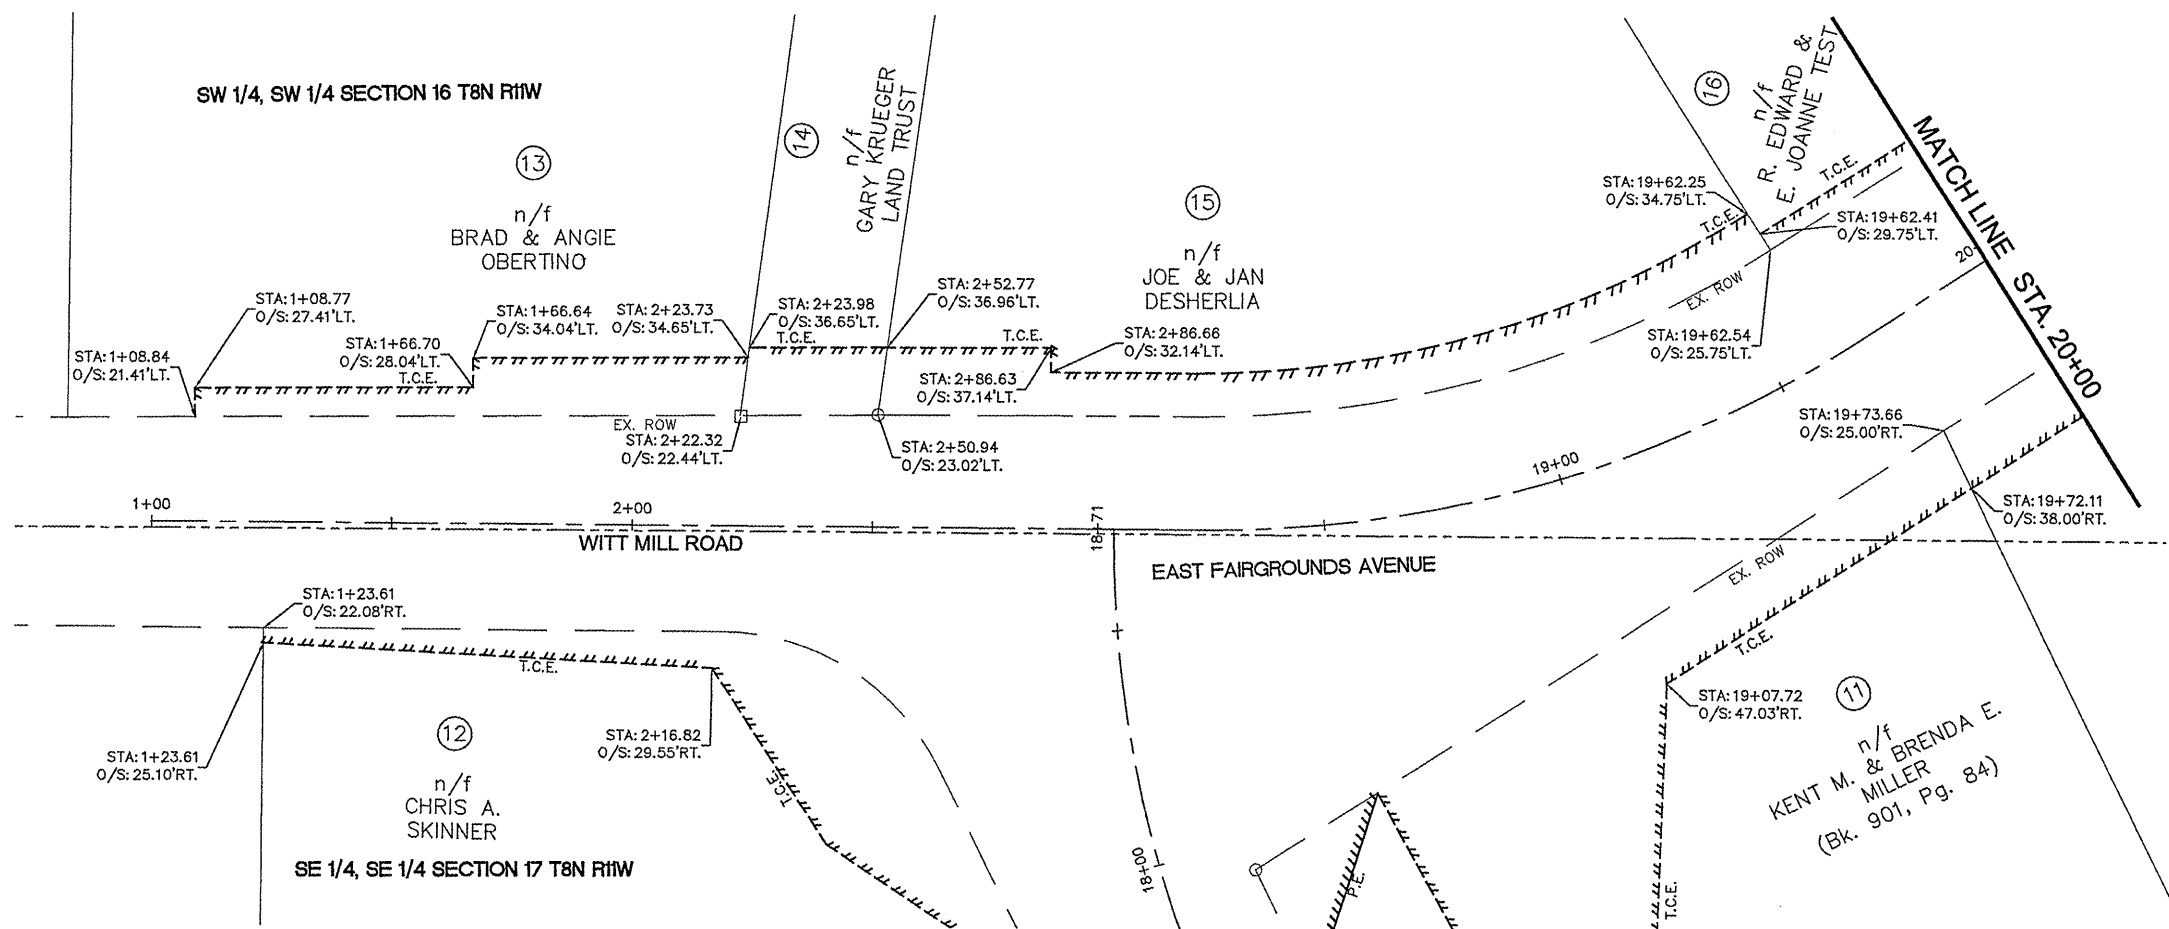 SW 1/4, SW 1/4 SECTION 16 T8N R11W
13
n/f
BRAD & ANGIE
OBERTINO
14
n/f
GARY KRUEGER
LAND TRUST
15
n/f
JOE & JAN
DESHERLIA
16
n/f
R. EDWARD &
E. JOANNE TEST
MATCH LINE STA. 20+00
STA: 1+08.84
O/S: 21.41'LT.
STA: 1+08.77
O/S: 27.41'LT.
STA: 1+66.70
O/S: 28.04'LT.
T.C.E.
STA: 1+66.64
O/S: 34.04'LT.
STA: 2+23.73
O/S: 34.65'LT.
STA: 2+23.98
O/S: 36.65'LT.
T.C.E.
STA: 2+52.77
O/S: 36.96'LT.
T.C.E.
STA: 2+86.66
O/S: 32.14'LT.
STA: 2+86.63
O/S: 37.14'LT.
EX. ROW
STA: 2+22.32
O/S: 22.44'LT.
STA: 2+50.94
O/S: 23.02'LT.
STA: 19+62.25
O/S: 34.75'LT.
T.C.E.
T.C.E.
STA: 19+62.41
O/S: 29.75'LT.
EX. ROW
STA: 19+62.54
O/S: 25.75'LT.
20+
STA: 19+73.66
O/S: 25.00'RT.
STA: 19+72.11
O/S: 38.00'RT.
1+00
2+00
18+71
19+00
WITT MILL ROAD
EAST FAIRGROUNDS AVENUE
EX. ROW
STA: 1+23.61
O/S: 22.08'RT.
T.C.E.
STA: 1+23.61
O/S: 25.10'RT.
STA: 2+16.82
O/S: 29.55'RT.
T.C.E.
12
n/f
CHRIS A.
SKINNER
SE 1/4, SE 1/4 SECTION 17 T8N R11W
18+00
P.E.
T.C.E.
STA: 19+07.72
O/S: 47.03'RT.
T.C.E.
11
n/f
KENT M. & BRENDA E.
MILLER
(Bk. 901, Pg. 84)